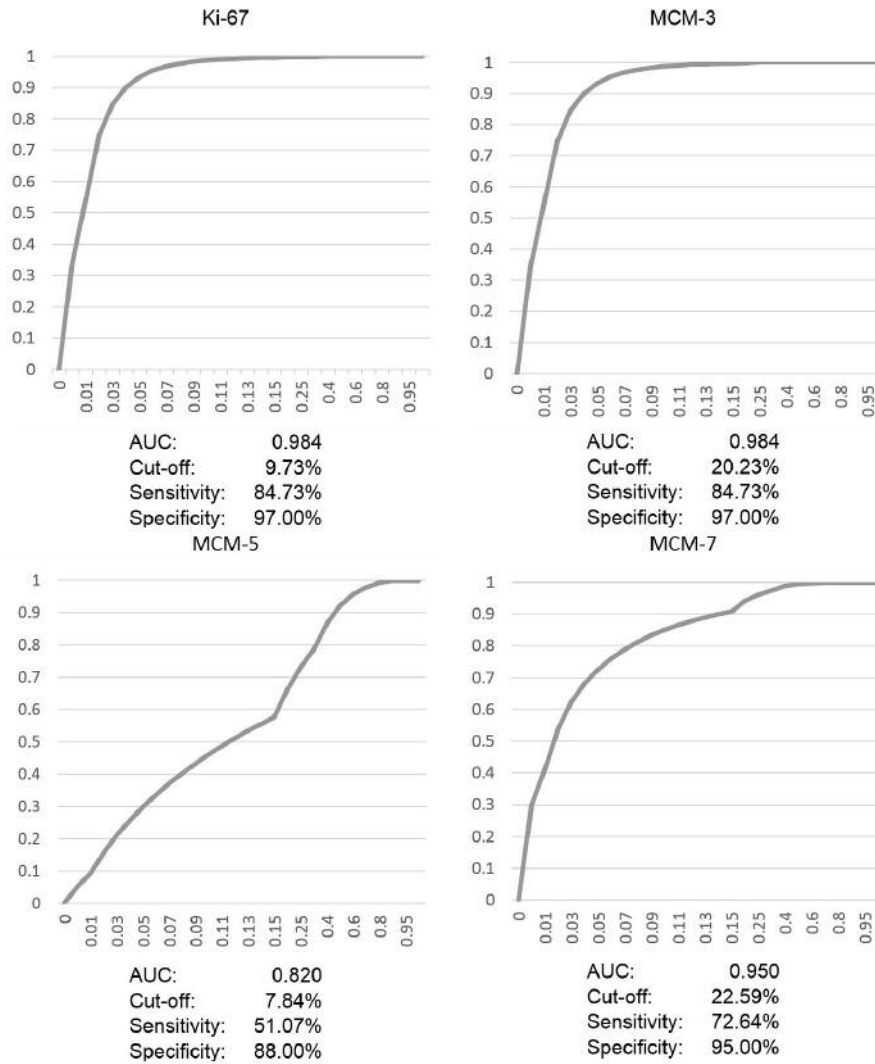 Ki-67
1
0.9
0.8
0.7
0.6
0.5
0.4
0.3
0.2
0.1
0
0 0.01 0.03 0.05 0.07 0.09 0.11 0.13 0.15 0.25 0.4 0.6 0.8 0.95
AUC: 0.984
Cut-off: 9.73%
Sensitivity: 84.73%
Specificity: 97.00%
MCM-3
1
0.9
0.8
0.7
0.6
0.5
0.4
0.3
0.2
0.1
0
0 0.01 0.03 0.05 0.07 0.09 0.11 0.13 0.15 0.25 0.4 0.6 0.8 0.95
AUC: 0.984
Cut-off: 20.23%
Sensitivity: 84.73%
Specificity: 97.00%
MCM-5
1
0.9
0.8
0.7
0.6
0.5
0.4
0.3
0.2
0.1
0
0 0.01 0.03 0.05 0.07 0.09 0.11 0.13 0.15 0.25 0.4 0.6 0.8 0.95
AUC: 0.820
Cut-off: 7.84%
Sensitivity: 51.07%
Specificity: 88.00%
MCM-7
1
0.9
0.8
0.7
0.6
0.5
0.4
0.3
0.2
0.1
0
0 0.01 0.03 0.05 0.07 0.09 0.11 0.13 0.15 0.25 0.4 0.6 0.8 0.95
AUC: 0.950
Cut-off: 22.59%
Sensitivity: 72.64%
Specificity: 95.00%